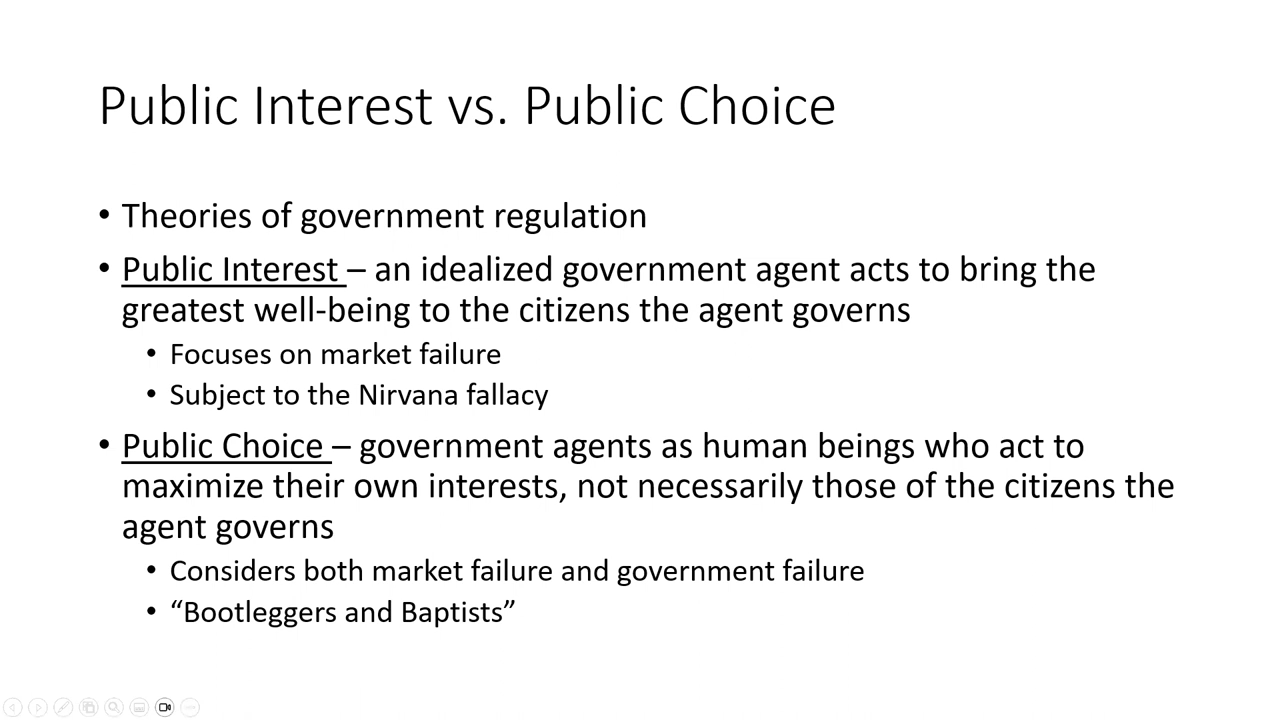 Public Interest vs. Public Choice
• Theories of government regulation
• Public Interest – an idealized government agent acts to bring the
greatest well-being to the citizens the agent governs
• Focuses on market failure
• Subject to the Nirvana fallacy
• Public Choice – government agents as human beings who act to
maximize their own interests, not necessarily those of the citizens the
agent governs
• Considers both market failure and government failure
• “Bootleggers and Baptists”